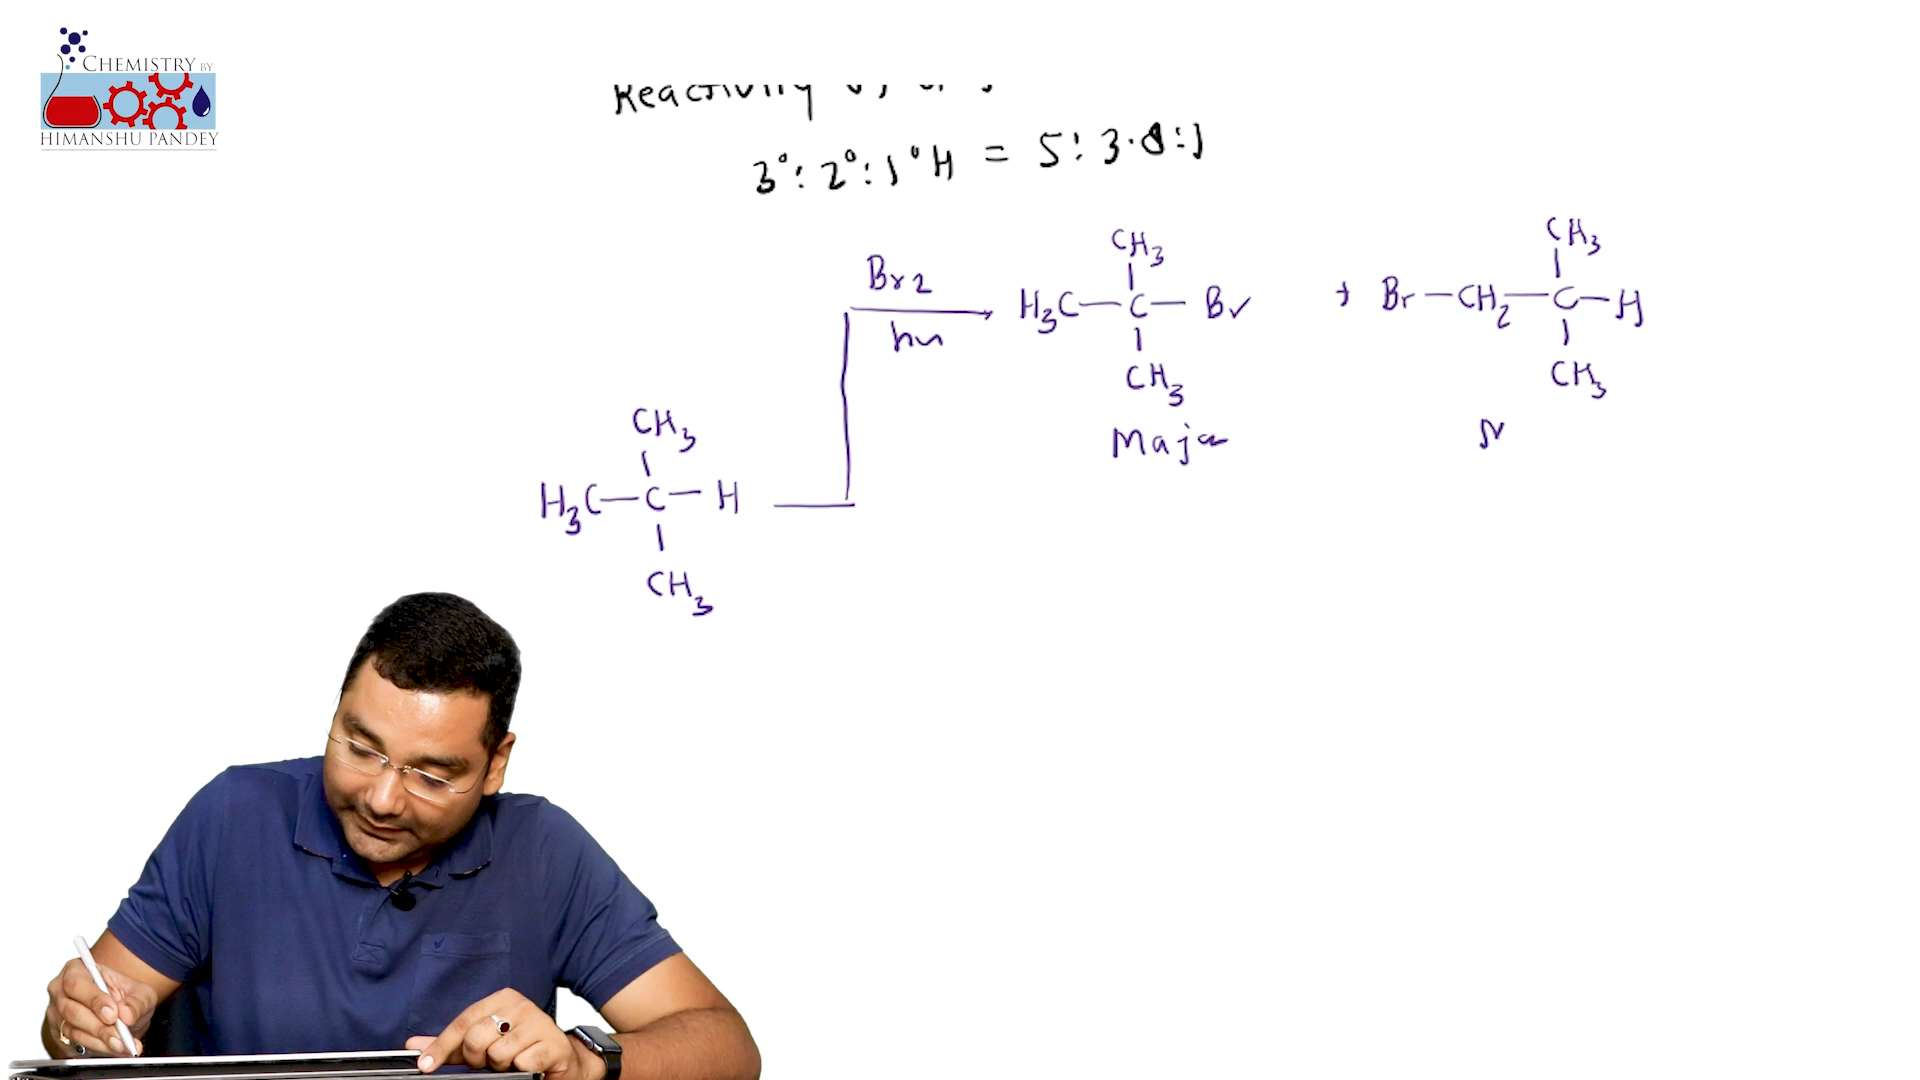 CHEMISTRY BY
HIMANSHU PANDEY
Reactivity
3°: 2°: 1° H = 5: 3.8:1
Br2
hν
CH3
H3C—C—Br
CH3
Major
+ Br—CH2—C—H
CH3
CH3
CH3
H3C—C—H
CH3